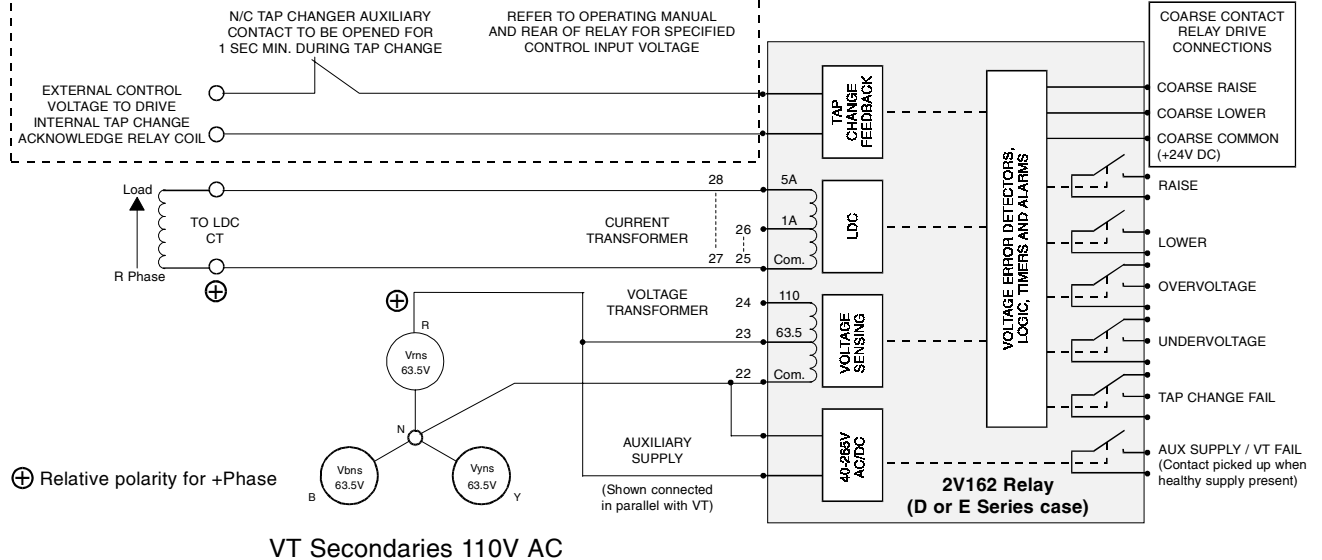 N/C TAP CHANGER AUXILIARY
CONTACT TO BE OPENED FOR
1 SEC MIN. DURING TAP CHANGE
REFER TO OPERATING MANUAL
AND REAR OF RELAY FOR SPECIFIED
CONTROL INPUT VOLTAGE
COARSE CONTACT
RELAY DRIVE
CONNECTIONS
EXTERNAL CONTROL
VOLTAGE TO DRIVE
INTERNAL TAP CHANGE
ACKNOWLEDGE RELAY COIL
TAP
CHANGE
FEEDBACK
VOLTAGE ERROR DETECTORS,
LOGIC, TIMERS AND ALARMS
COARSE RAISE
COARSE LOWER
COARSE COMMON
(+24V DC)
Load
TO LDC
CT
R Phase
CURRENT
TRANSFORMER
28
27
26
25
5A
1A
Com.
LDC
RAISE
LOWER
OVERVOLTAGE
UNDERVOLTAGE
TAP CHANGE FAIL
AUX SUPPLY / VT FAIL
(Contact picked up when
healthy supply present)
VOLTAGE
TRANSFORMER
24
23
22
110
63.5
Com.
VOLTAGE
SENSING
R
Vrns
63.5V
N
Vbns
63.5V
B
Vyns
63.5V
Y
AUXILIARY
SUPPLY
(Shown connected
in parallel with VT)
40-265V
AC/DC
2V162 Relay
(D or E Series case)
Relative polarity for +Phase
VT Secondaries 110V AC